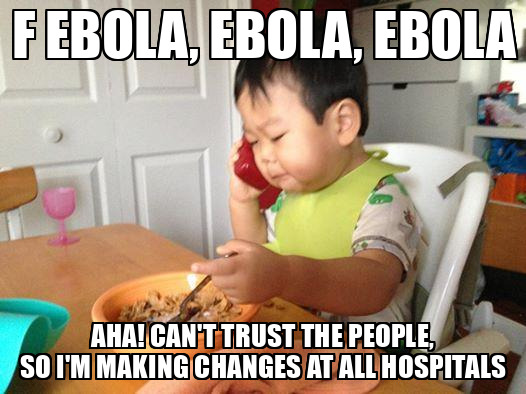 F EBOLA, EBOLA, EBOLA
AHA! CAN'T TRUST THE PEOPLE,
SO I'M MAKING CHANGES AT ALL HOSPITALS